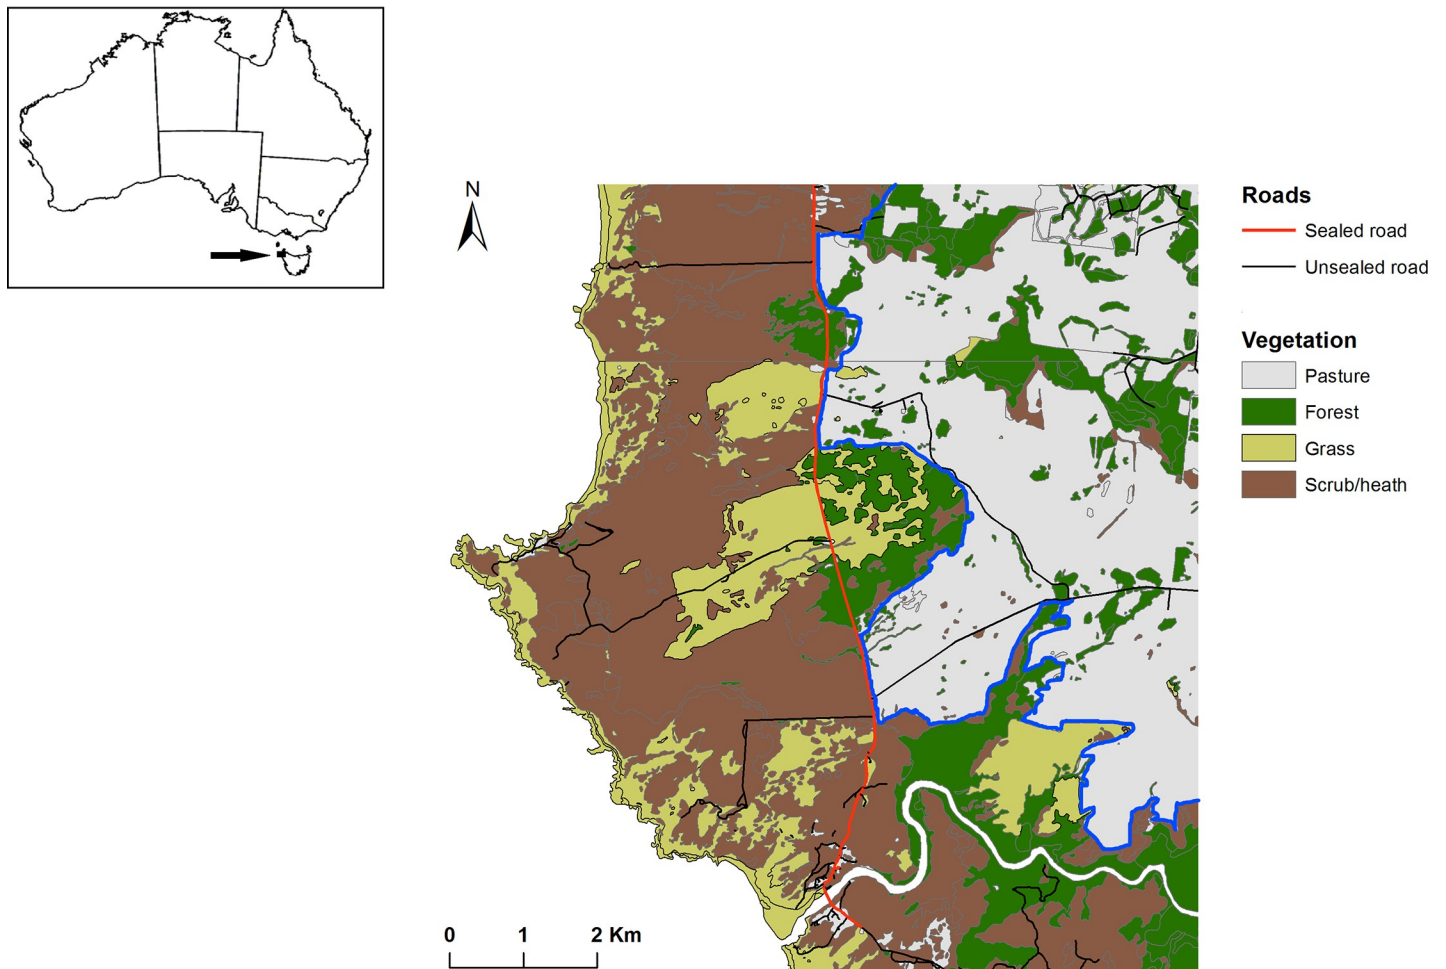 N
Roads
Sealed road
Unsealed road
Vegetation
Pasture
Forest
Grass
Scrub/heath
0 1 2 Km